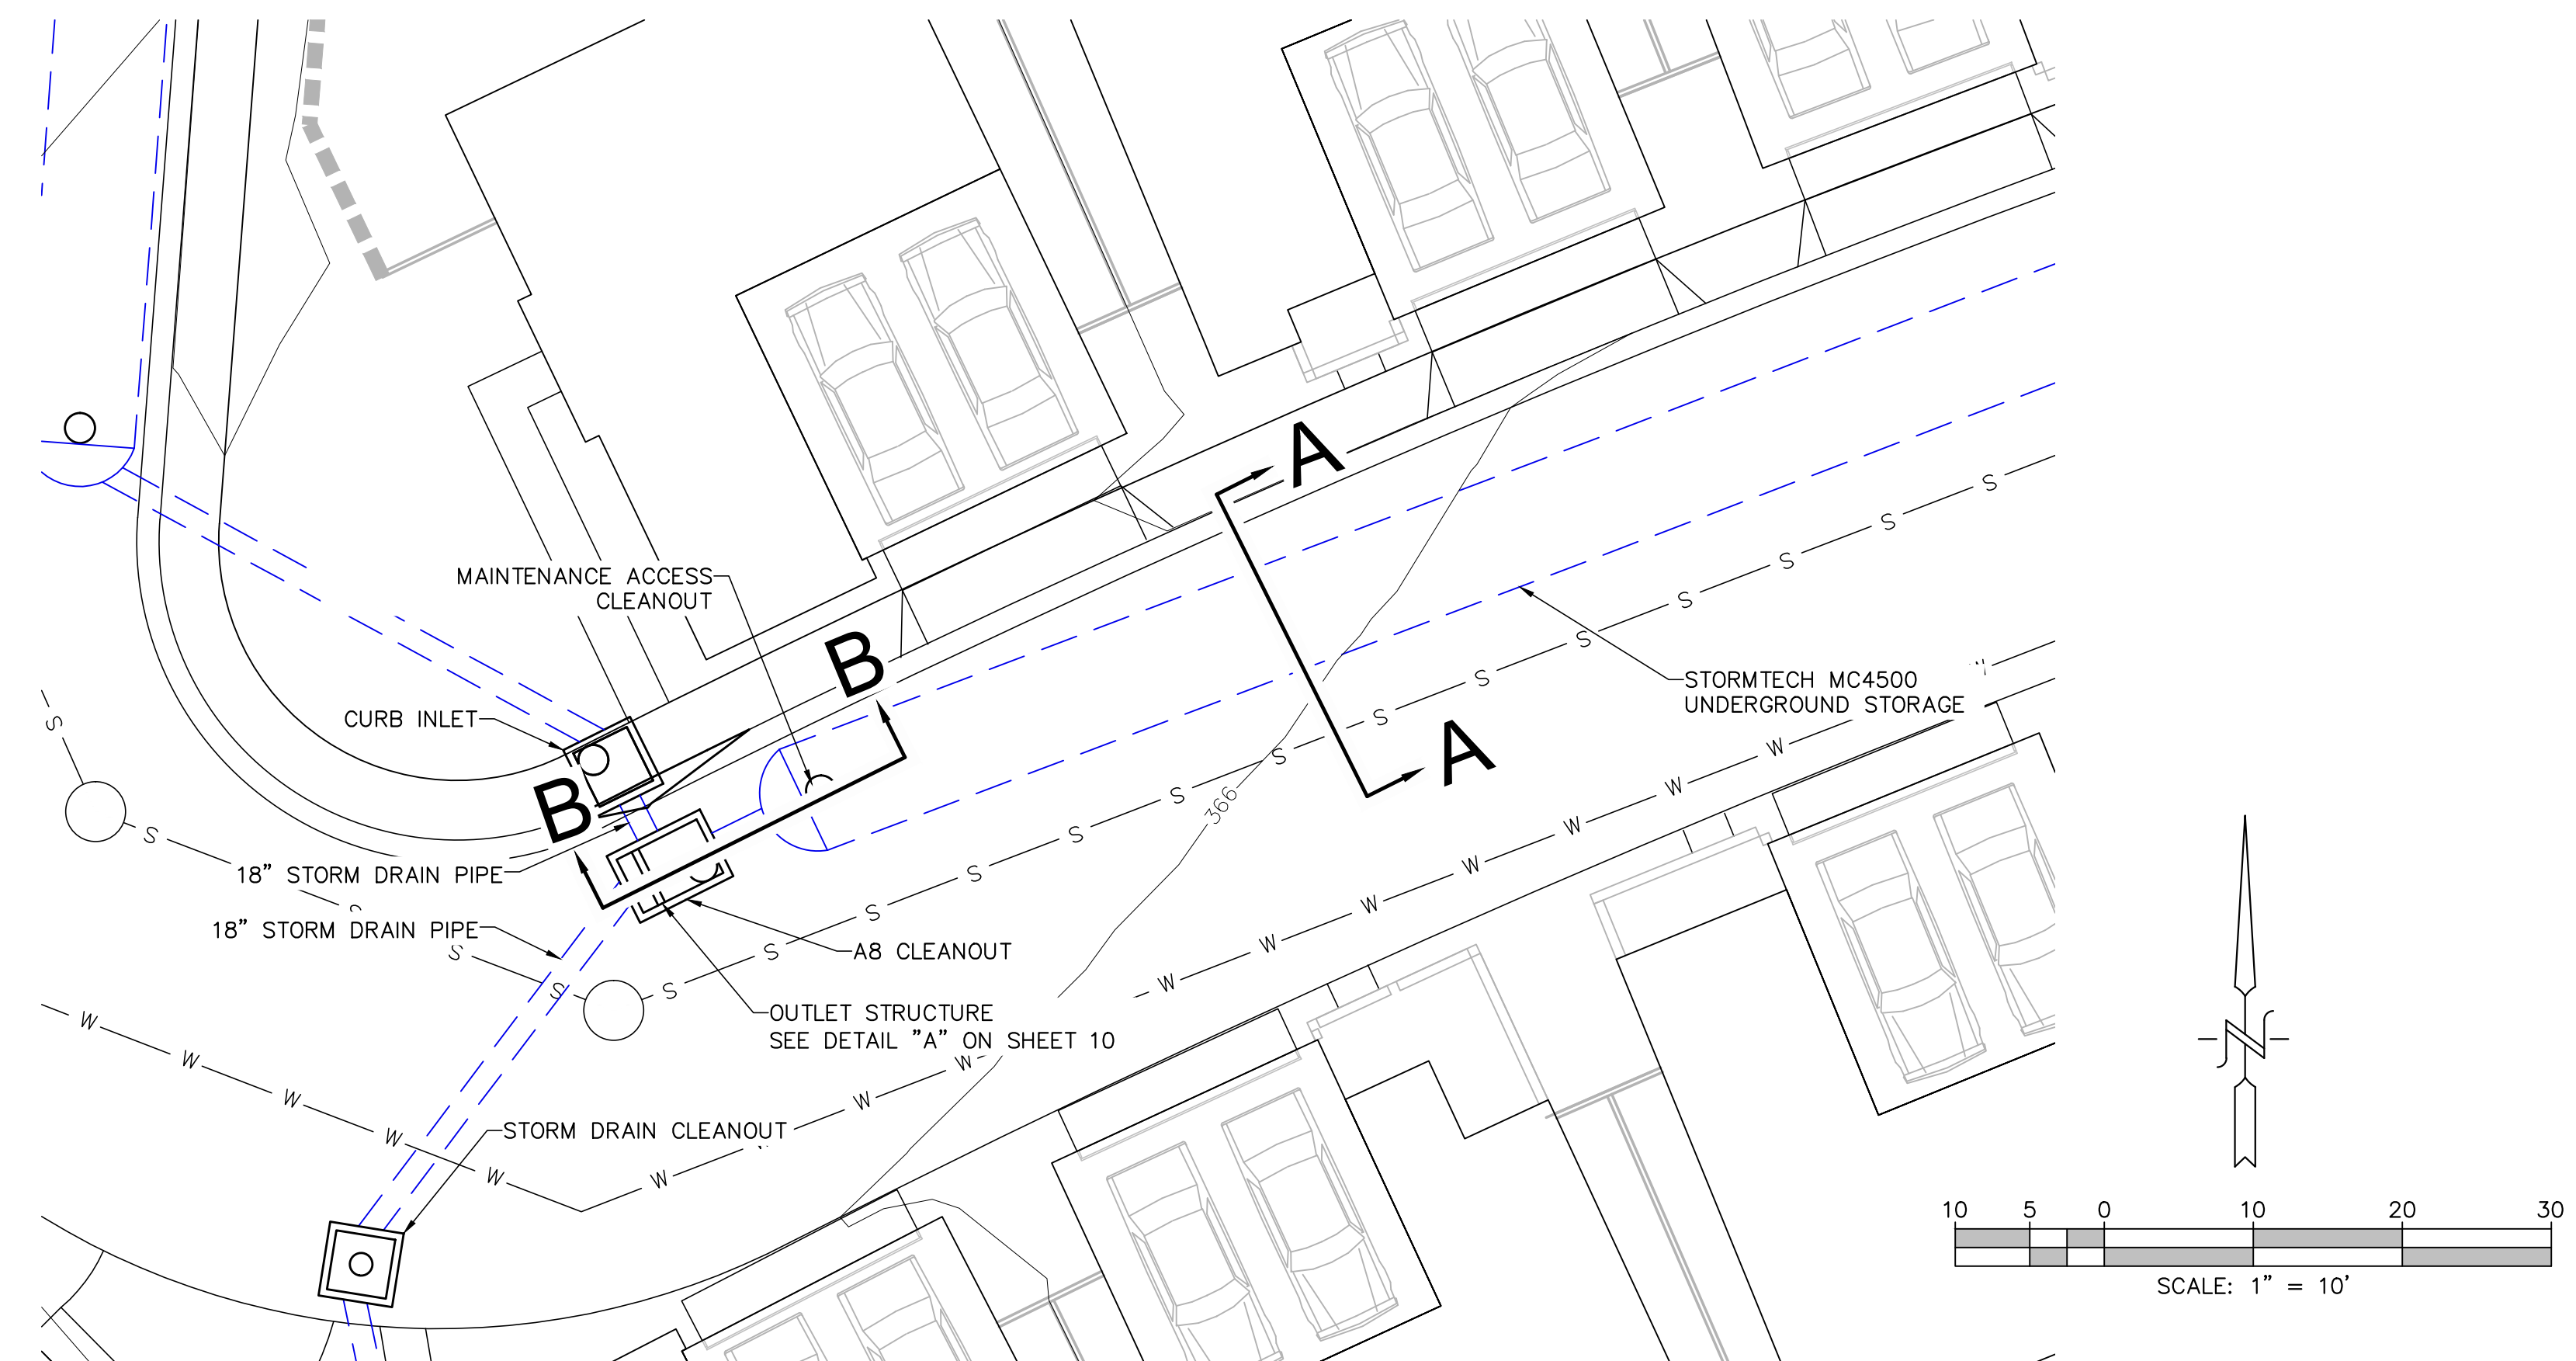 A
MAINTENANCE ACCESS
CLEANOUT
B
STORMTECH MC4500
UNDERGROUND STORAGE
CURB INLET
A
B
366
18" STORM DRAIN PIPE
18" STORM DRAIN PIPE
A8 CLEANOUT
OUTLET STRUCTURE
SEE DETAIL "A" ON SHEET 10
STORM DRAIN CLEANOUT
S S S S S S S S S S S S S S S S S S S S
W W W W W W W W W W W W W W W W
N
10 5 0 10 20 30
SCALE: 1" = 10'